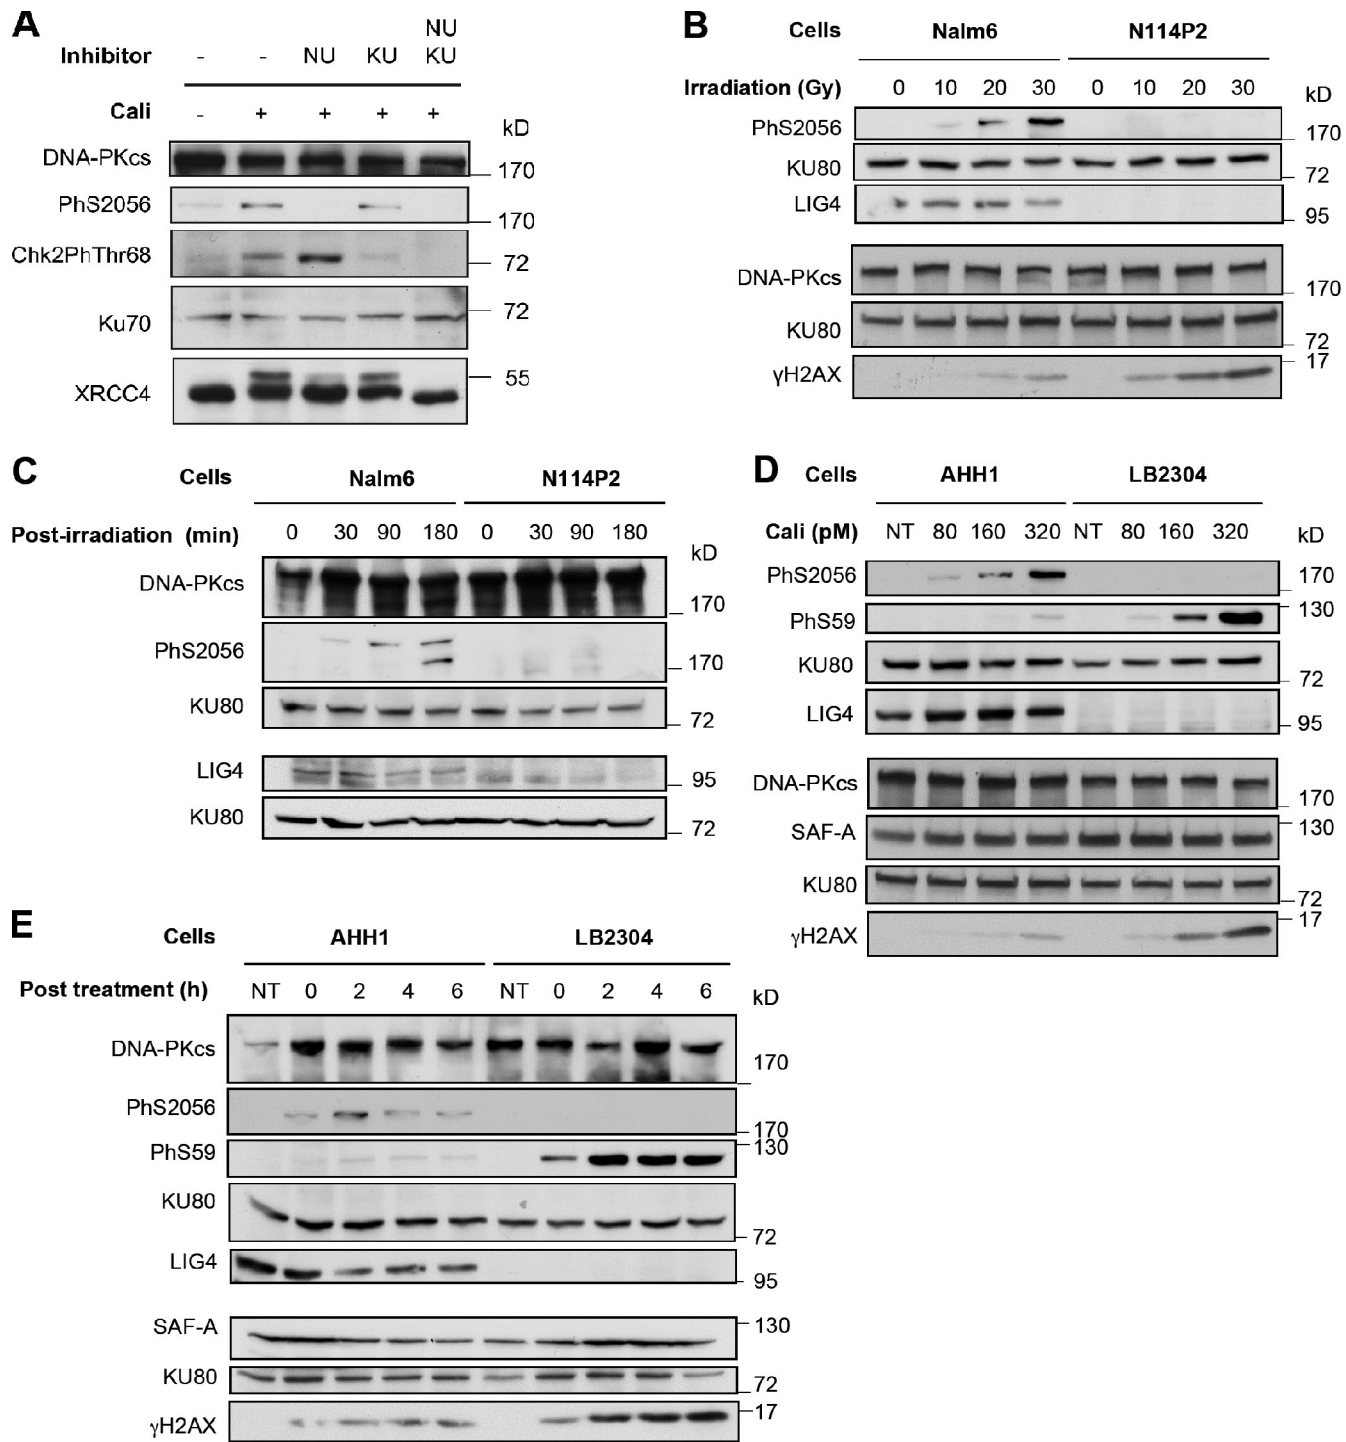 A
Inhibitor - - NU KU NU KU
Cali - + + + +
kD
DNA-PKcs
170
PhS2056
170
Chk2PhThr68
72
Ku70
72
XRCC4
55
B
Cells Nalm6 N114P2
Irradiation (Gy) 0 10 20 30 0 10 20 30
kD
PhS2056
170
KU80
72
LIG4
95
DNA-PKcs
170
KU80
72
γH2AX
17
C
Cells Nalm6 N114P2
Post-irradiation (min) 0 30 90 180 0 30 90 180
kD
DNA-PKcs
170
PhS2056
170
KU80
72
LIG4
95
KU80
72
D
Cells AHH1 LB2304
Cali (pM) NT 80 160 320 NT 80 160 320
kD
PhS2056
170
PhS59
130
KU80
72
LIG4
95
DNA-PKcs
170
SAF-A
130
KU80
72
γH2AX
17
E
Cells AHH1 LB2304
Post treatment (h) NT 0 2 4 6 NT 0 2 4 6
kD
DNA-PKcs
170
PhS2056
170
PhS59
130
KU80
72
LIG4
95
SAF-A
130
KU80
72
γH2AX
17